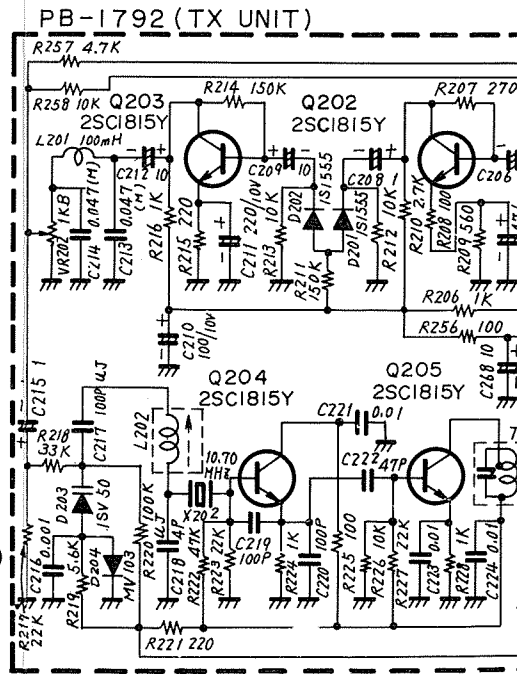 PB-1792 (TX UNIT)
R257 4.7K
R258 10K
Q203
2SC1815Y
R214 150K
Q202
2SC1815Y
R207 270
L201 100mH
C212 10
(M)
C209 10
1S1555
D202
C208 1
2.7K
R210
R208 100
C206
1KB
VR202
0.047(M)
C214
0.047
(M)
C213
1K
R216
220
R215
220/10V
C211
10K
R213
D201
1S1555
10K
R212
R211
150K
560
R209
R206 1K
R256 100
C210
100/10V
C268 10
C215 1
100P UJ
C217
L202
Q204
2SC1815Y
C221
0.01
Q205
2SC1815Y
R218
33K
10.70
MHz
X202
C222
47P
D203
1SV50
100K
R220
UJ
4P
C218
47K
R222
22K
R223
C219
100P
1K
R224
100P
C220
100
R225
10K
R226
22K
R227
0.01
C223
1K
R228
0.01
C224
0.001
C216
5.6K
R219
D204
MV103
R217
22K
R221 220